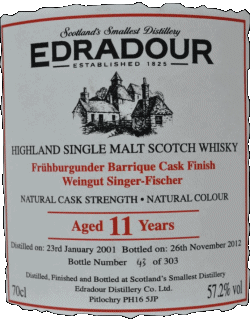 Scotland's Smallest Distillery
EDRADOUR
ESTABLISHED 1825
HIGHLAND SINGLE MALT SCOTCH WHISKY
Frühburgunder Barrique Cask Finish
Weingut Singer-Fischer
NATURAL CASK STRENGTH • NATURAL COLOUR
Aged 11 Years
Distilled on: 23rd January 2001 Bottled on: 26th November 2012
Bottle Number 43 of 303
Distilled, Finished and Bottled at Scotland's Smallest Distillery
70cl Edradour Distillery Co. Ltd. 57.2% vol
Pitlochry PH16 5JP